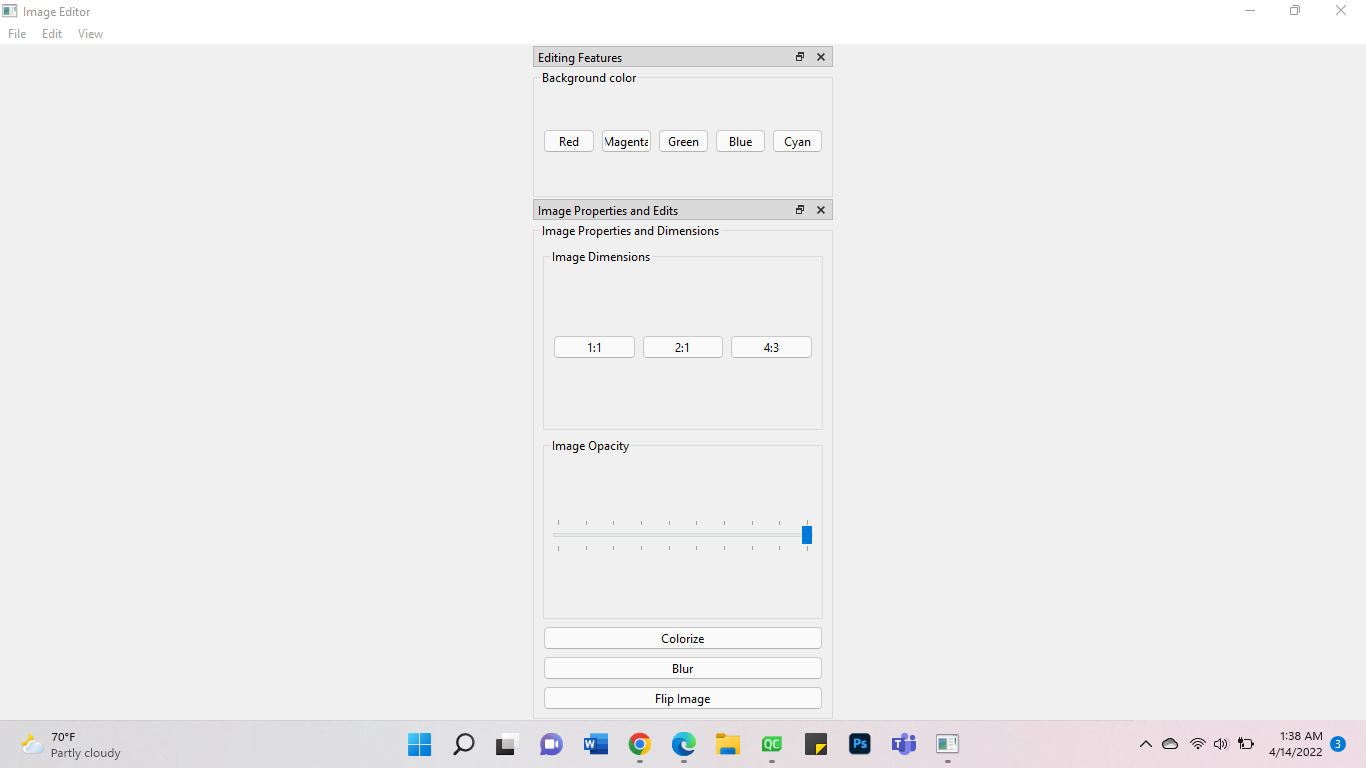 Image Editor
File Edit View
Editing Features
Background color
Red Magenta Green Blue Cyan
Image Properties and Edits
Image Properties and Dimensions
Image Dimensions
1:1 2:1 4:3
Image Opacity
Colorize
Blur
Flip Image
70°F
Partly cloudy
W
QC
Ps
T
1:38 AM
4/14/2022
3